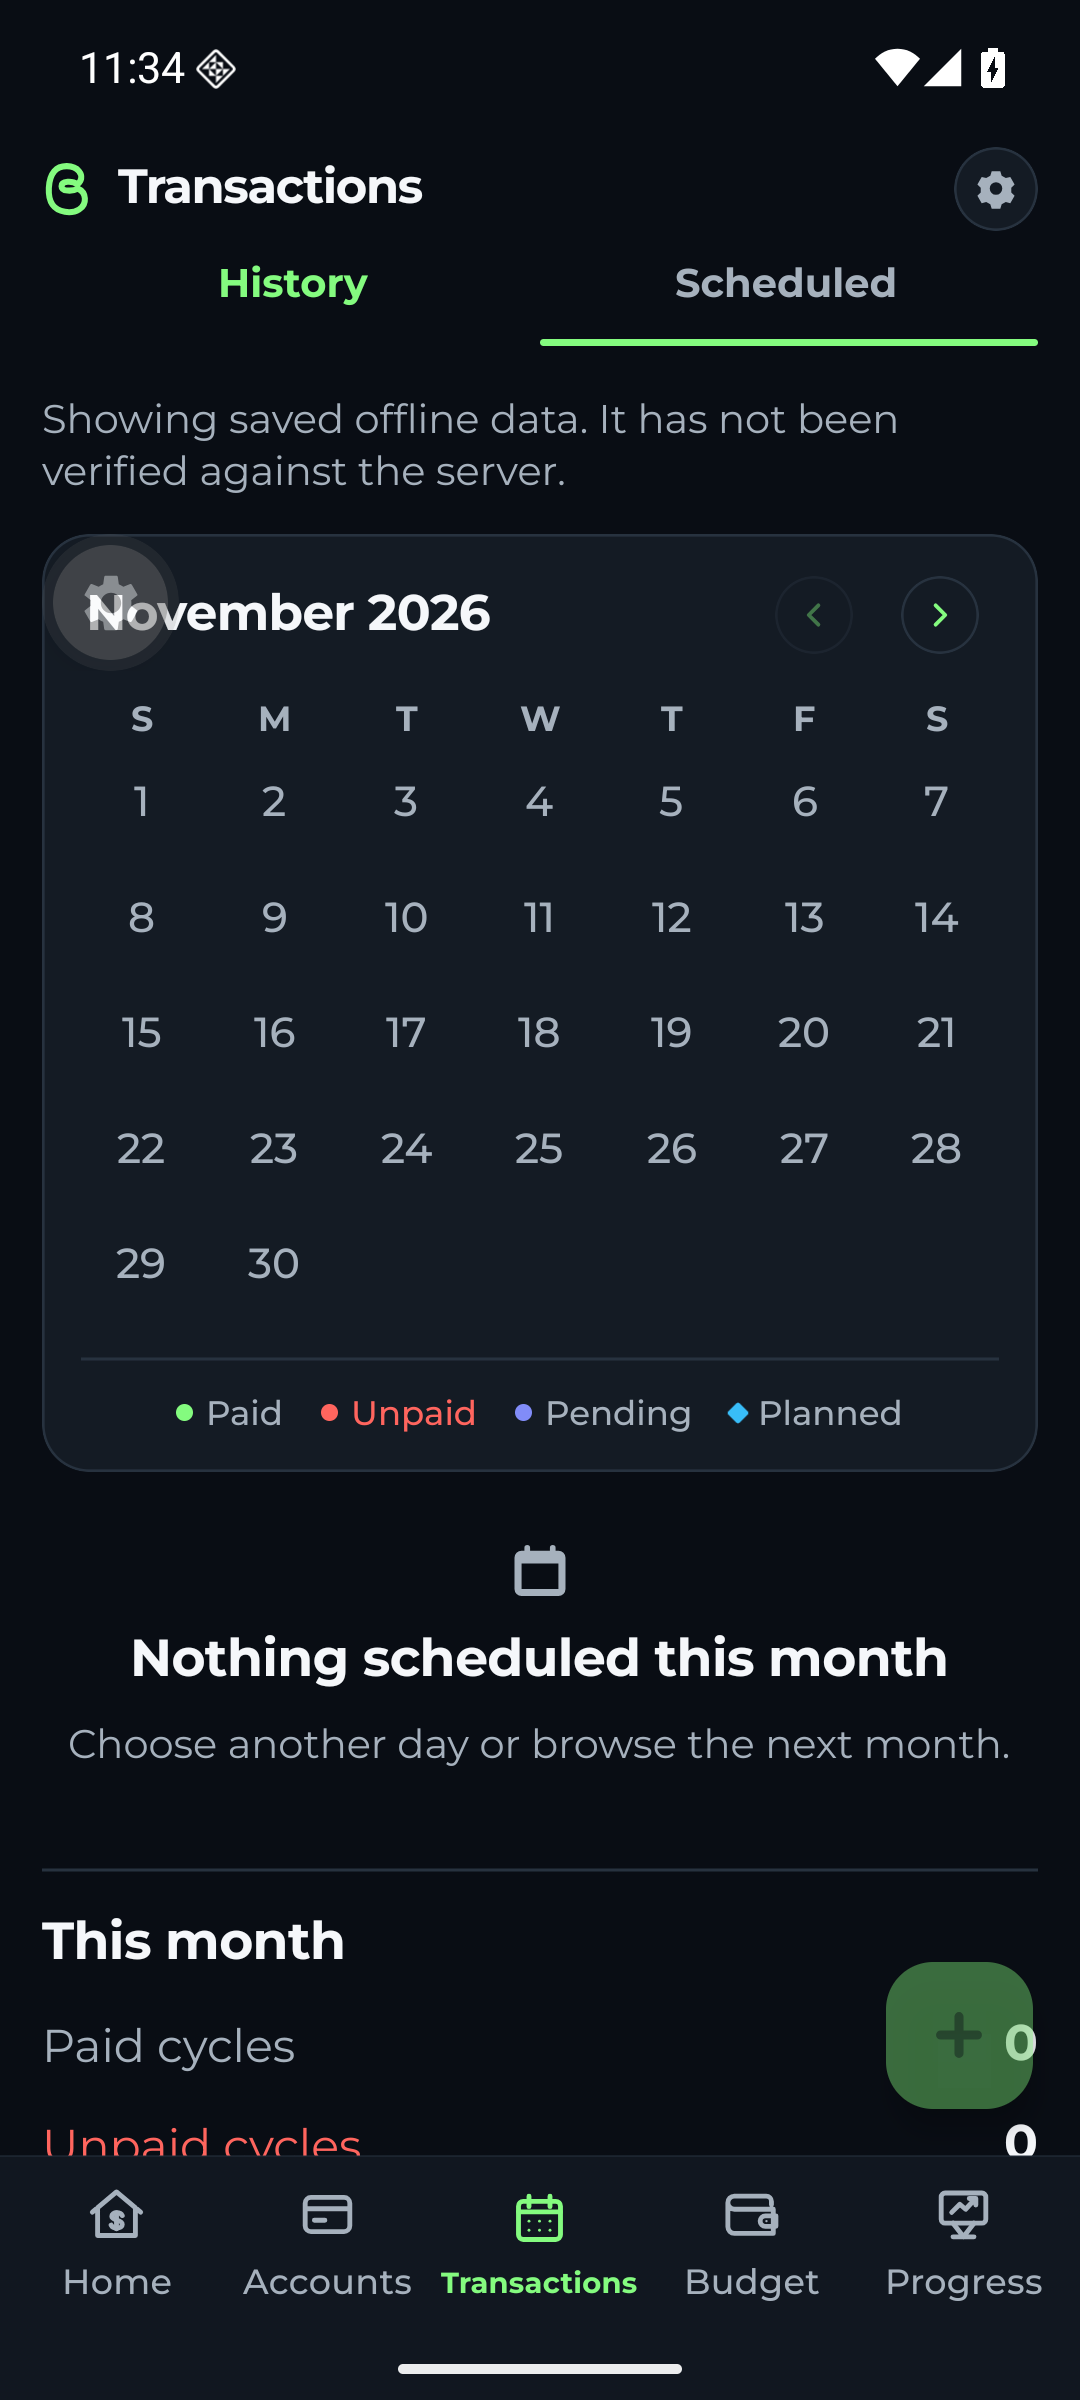 11:34
Transactions
History Scheduled
Showing saved offline data. It has not been
verified against the server.
November 2026
S M T W T F S
1 2 3 4 5 6 7
8 9 10 11 12 13 14
15 16 17 18 19 20 21
22 23 24 25 26 27 28
29 30
Paid Unpaid Pending Planned
Nothing scheduled this month
Choose another day or browse the next month.
This month
Paid cycles 0
Unpaid cycles 0
Home Accounts Transactions Budget Progress